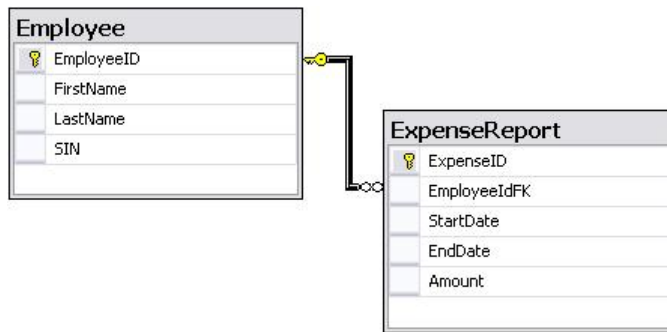 Employee
EmployeeID
FirstName
LastName
SIN
ExpenseReport
ExpenseID
EmployeeIdFK
StartDate
EndDate
Amount